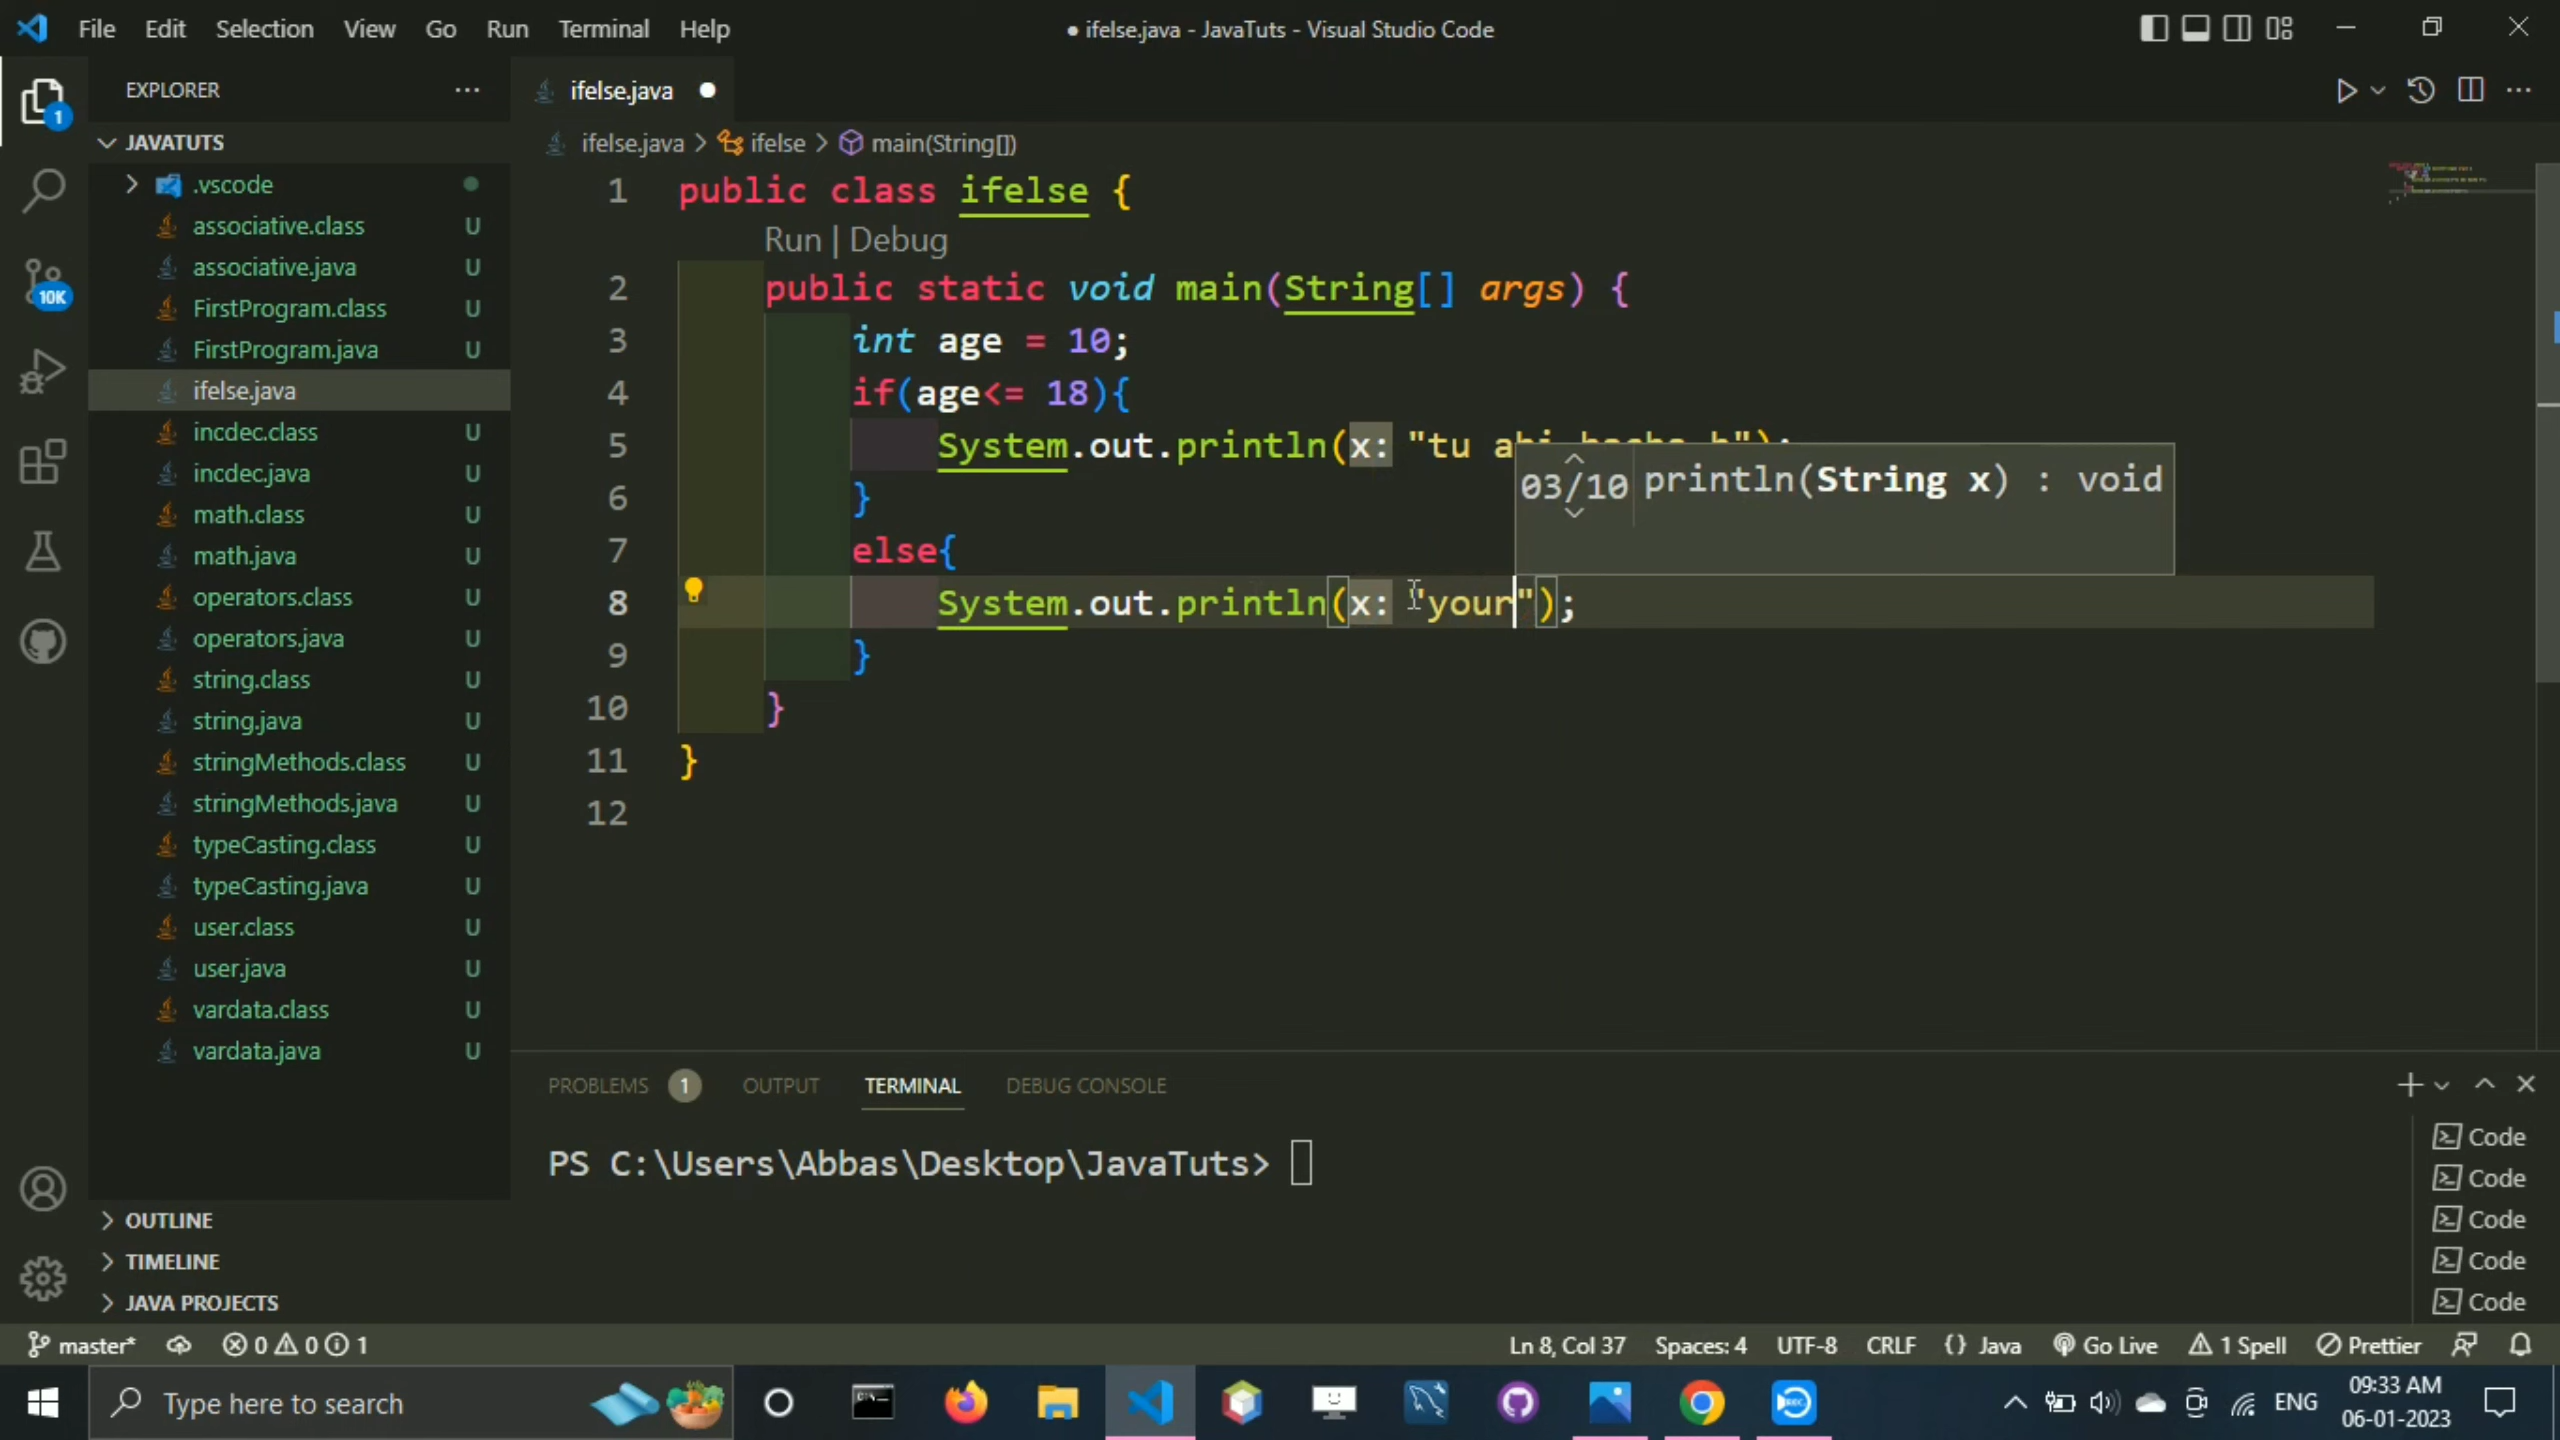 File Edit Selection View Go Run Terminal Help
● ifelse.java - JavaTuts - Visual Studio Code
EXPLORER
ifelse.java
JAVATUTS
ifelse.java > ifelse > main(String[])
.vscode
associative.class U
associative.java U
FirstProgram.class U
FirstProgram.java U
ifelse.java
incdec.class U
incdec.java U
math.class U
math.java U
operators.class U
operators.java U
string.class U
string.java U
stringMethods.class U
stringMethods.java U
typeCasting.class U
typeCasting.java U
user.class U
user.java U
vardata.class U
vardata.java U
OUTLINE
TIMELINE
JAVA PROJECTS
1
10K
1 public class ifelse {
Run | Debug
2 public static void main(String[] args) {
3 int age = 10;
4 if(age<= 18){
5 System.out.println(x: "tu
03/10 println(String x) : void
6 }
7 else{
8 System.out.println(x: "your");
9 }
10 }
11 }
12
PROBLEMS 1 OUTPUT TERMINAL DEBUG CONSOLE
PS C:\Users\Abbas\Desktop\JavaTuts>
Code
Code
Code
Code
Code
master* 0 0 1
Ln 8, Col 37 Spaces: 4 UTF-8 CRLF {} Java Go Live 1 Spell Prettier
Type here to search
ENG
09:33 AM
06-01-2023